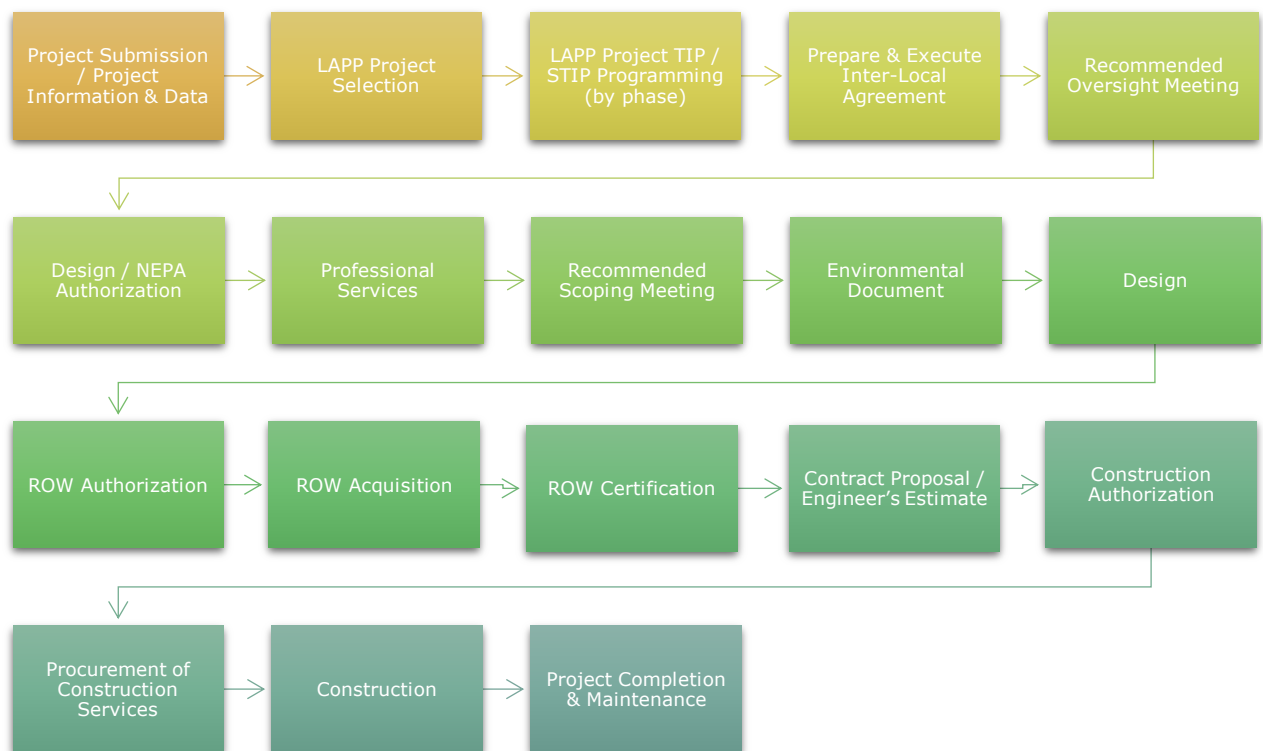 Project Submission
/ Project
Information & Data
LAPP Project
Selection
LAPP Project TIP /
STIP Programming
(by phase)
Prepare & Execute
Inter-Local
Agreement
Recommended
Oversight Meeting
Design / NEPA
Authorization
Professional
Services
Recommended
Scoping Meeting
Environmental
Document
Design
ROW Authorization
ROW Acquisition
ROW Certification
Contract Proposal /
Engineer’s Estimate
Construction
Authorization
Procurement of
Construction
Services
Construction
Project Completion
& Maintenance